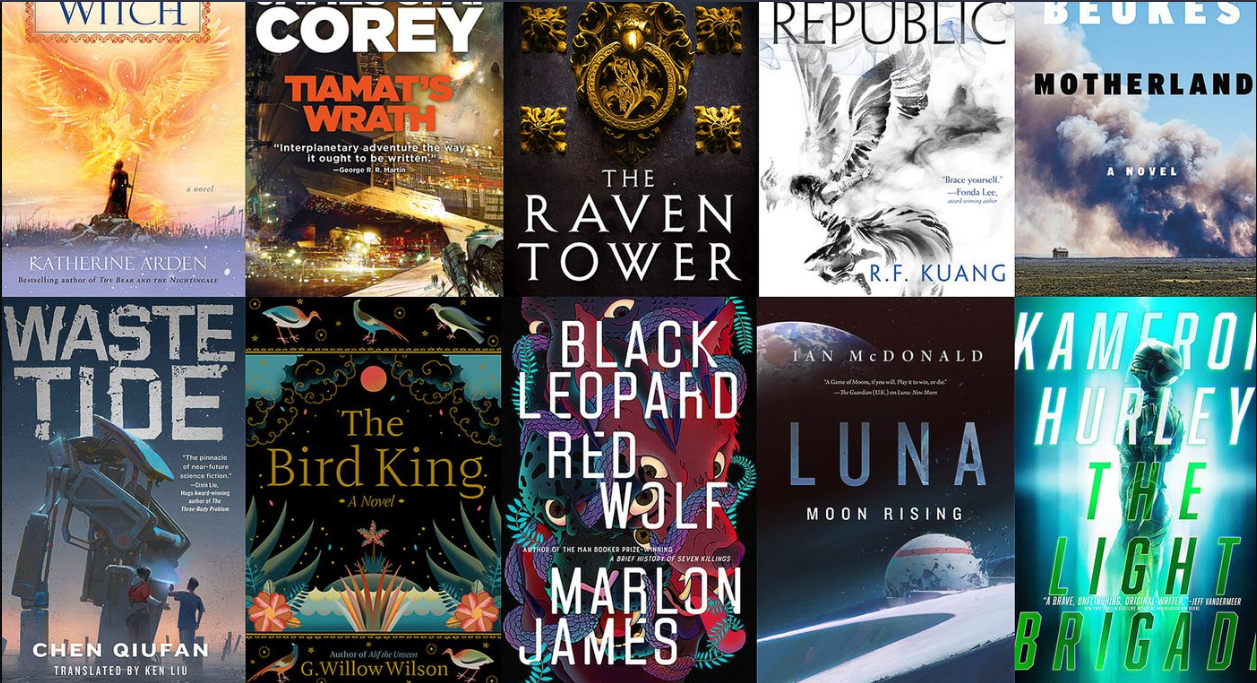 WITCH
a novel
KATHERINE ARDEN
Bestselling author of THE BEAR AND THE NIGHTINGALE
COREY
TIAMAT'S
WRATH
"Interplanetary adventure the way
it ought to be written."
—George R. R. Martin
THE
RAVEN
TOWER
REPUBLIC
"Brace yourself."
—Fonda Lee,
award-winning author
R.F. KUANG
BEUKES
MOTHERLAND
A NOVEL
WASTE
TIDE
"The pinnacle
of near-future
science fiction."
—Cixin Liu,
Hugo Award-winning
author of The
Three-Body Problem
CHEN QIUFAN
TRANSLATED BY KEN LIU
The
Bird King
A Novel
Author of Alif the Unseen
G. Willow Wilson
BLACK
LEOPARD
RED
WOLF
AUTHOR OF THE MAN BOOKER PRIZE-WINNING
A BRIEF HISTORY OF SEVEN KILLINGS
MARLON
JAMES
IAN McDONALD
"A Game of Moons, if you will. Play it to win, or die."
—The Guardian (U.K.) on Luna: New Moon
LUNA
MOON RISING
KAMERO
HURLEY
THE
LIGHT
"A BRAVE, UNFLINCHING, ORIGINAL WRITER."—JEFF VANDERMEER
BRIGAD